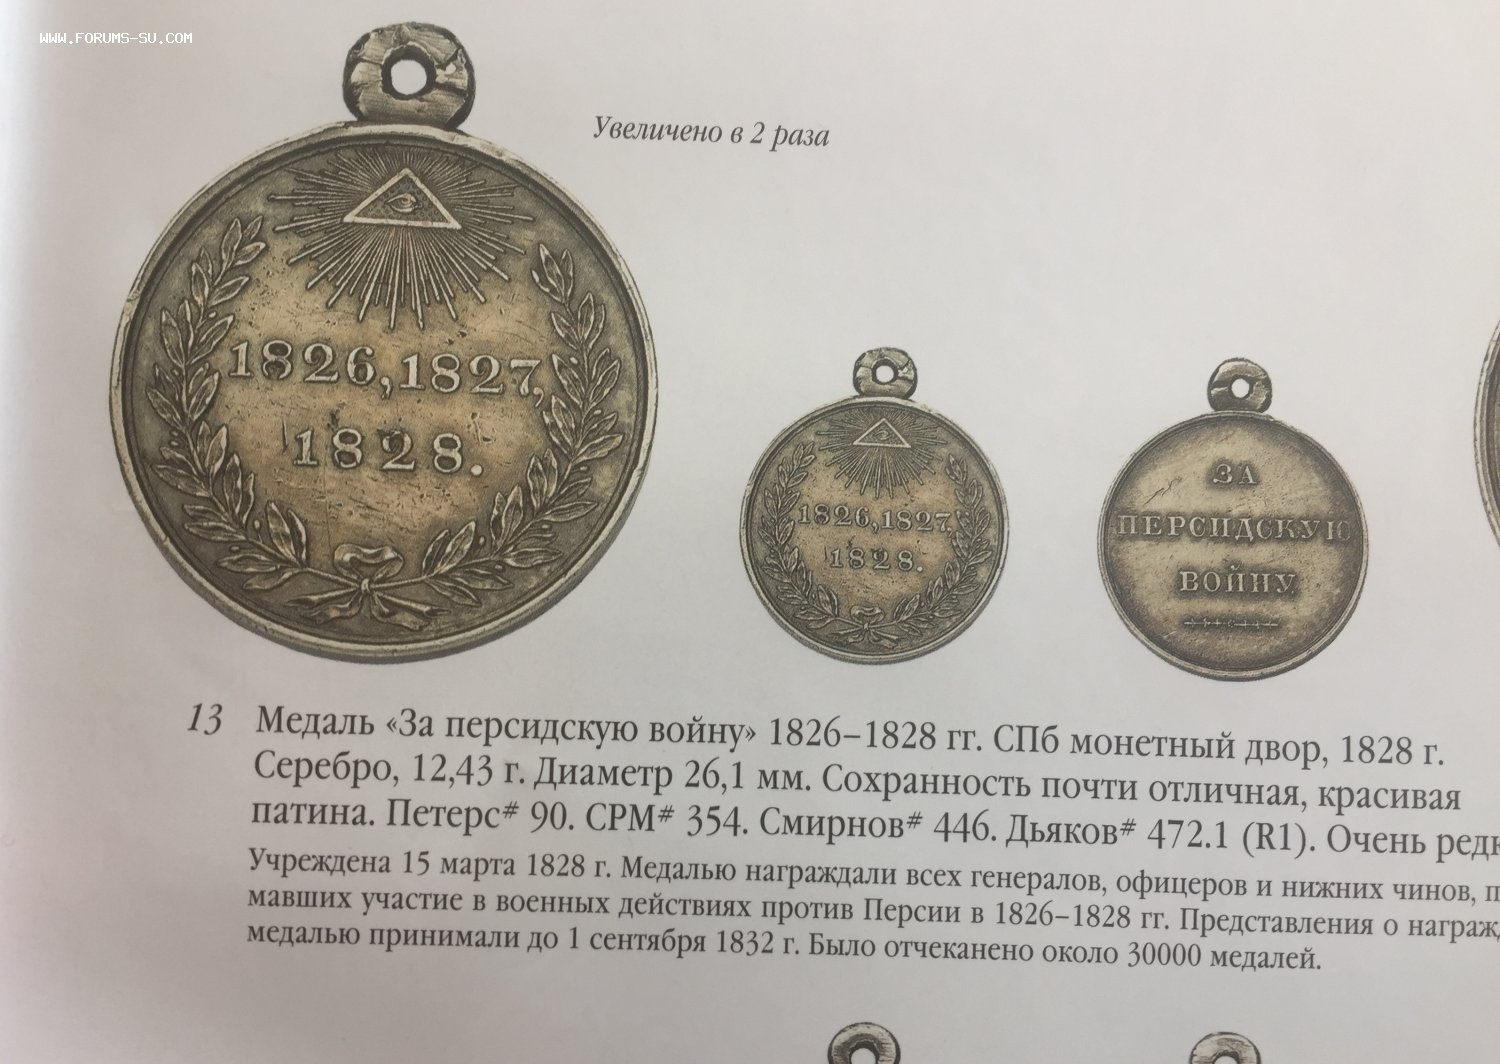 WWW.FORUMS-SU.COM
Увеличено в 2 раза
1826,1827,
1828.
1826,1827,
1828.
ЗА
ПЕРСИДСКУЮ
ВОЙНУ.
13 Медаль «За персидскую войну» 1826–1828 гг. СПб монетный двор, 1828 г.
Серебро, 12,43 г. Диаметр 26,1 мм. Сохранность почти отличная, красивая
патина. Петерс# 90. СРМ# 354. Смирнов# 446. Дьяков# 472.1 (R1). Очень
Учреждена 15 марта 1828 г. Медалью награждали всех генералов, офицеров и нижних чинов,
мавших участие в военных действиях против Персии в 1826–1828 гг. Представления о
медалью принимали до 1 сентября 1832 г. Было отчеканено около 30000 медалей.